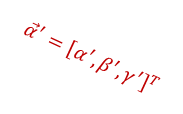 α⃗′ = [α′, β′, γ′]ᵀ